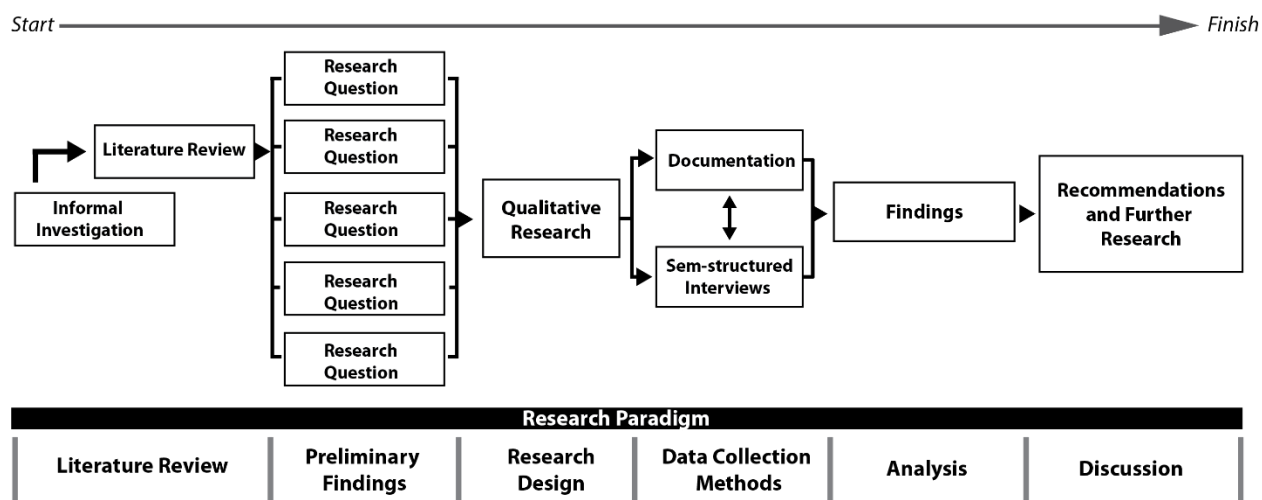 Start
Finish
Informal
Investigation
Literature Review
Research
Question
Research
Question
Research
Question
Research
Question
Research
Question
Qualitative
Research
Documentation
Sem-structured
Interviews
Findings
Recommendations
and Further
Research
Research Paradigm
Literature Review
Preliminary
Findings
Research
Design
Data Collection
Methods
Analysis
Discussion